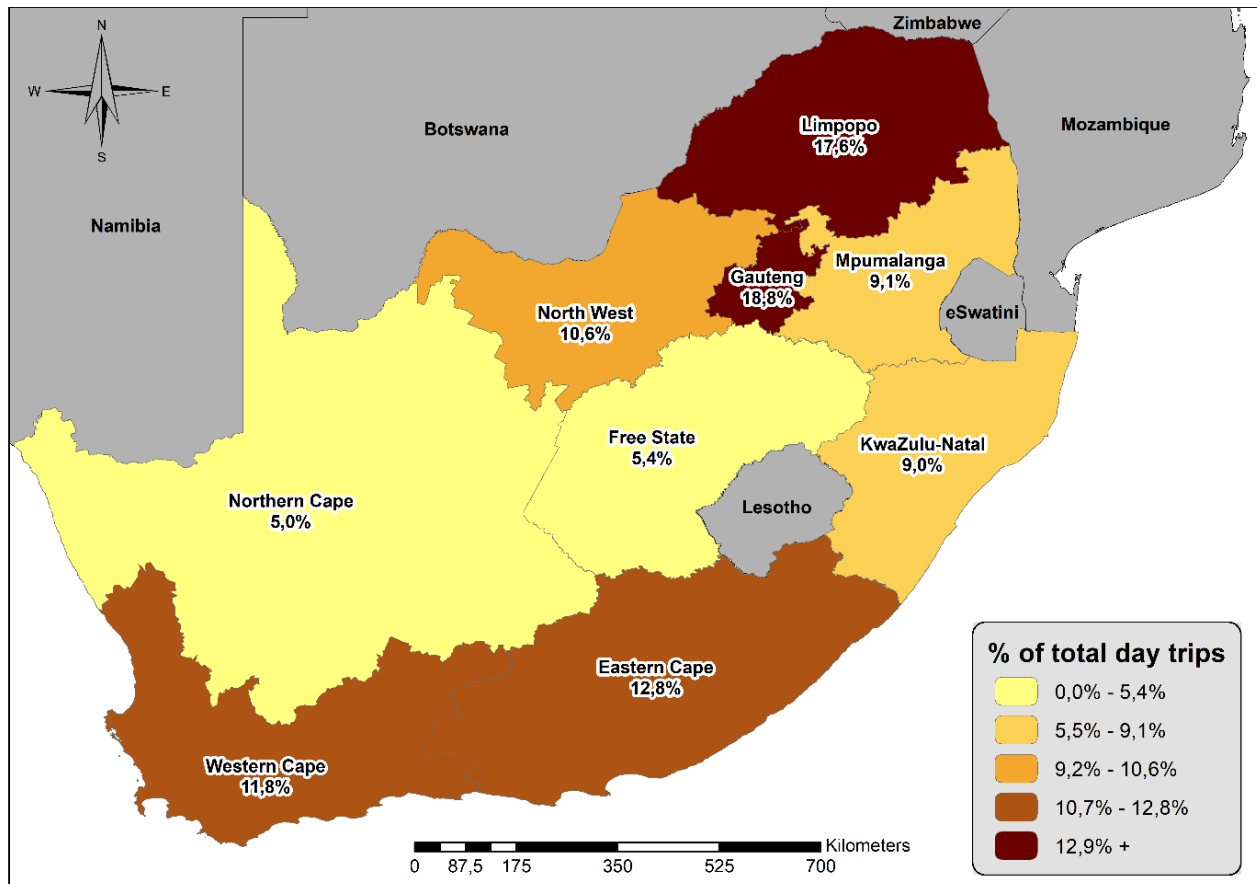 N
W
E
S
Zimbabwe
Botswana
Mozambique
Namibia
Limpopo
17,6%
Mpumalanga
9,1%
Gauteng
18,8%
eSwatini
North West
10,6%
Free State
5,4%
KwaZulu-Natal
9,0%
Northern Cape
5,0%
Lesotho
Eastern Cape
12,8%
Western Cape
11,8%
% of total day trips
0,0% - 5,4%
5,5% - 9,1%
9,2% - 10,6%
10,7% - 12,8%
12,9% +
Kilometers
0 87,5 175 350 525 700